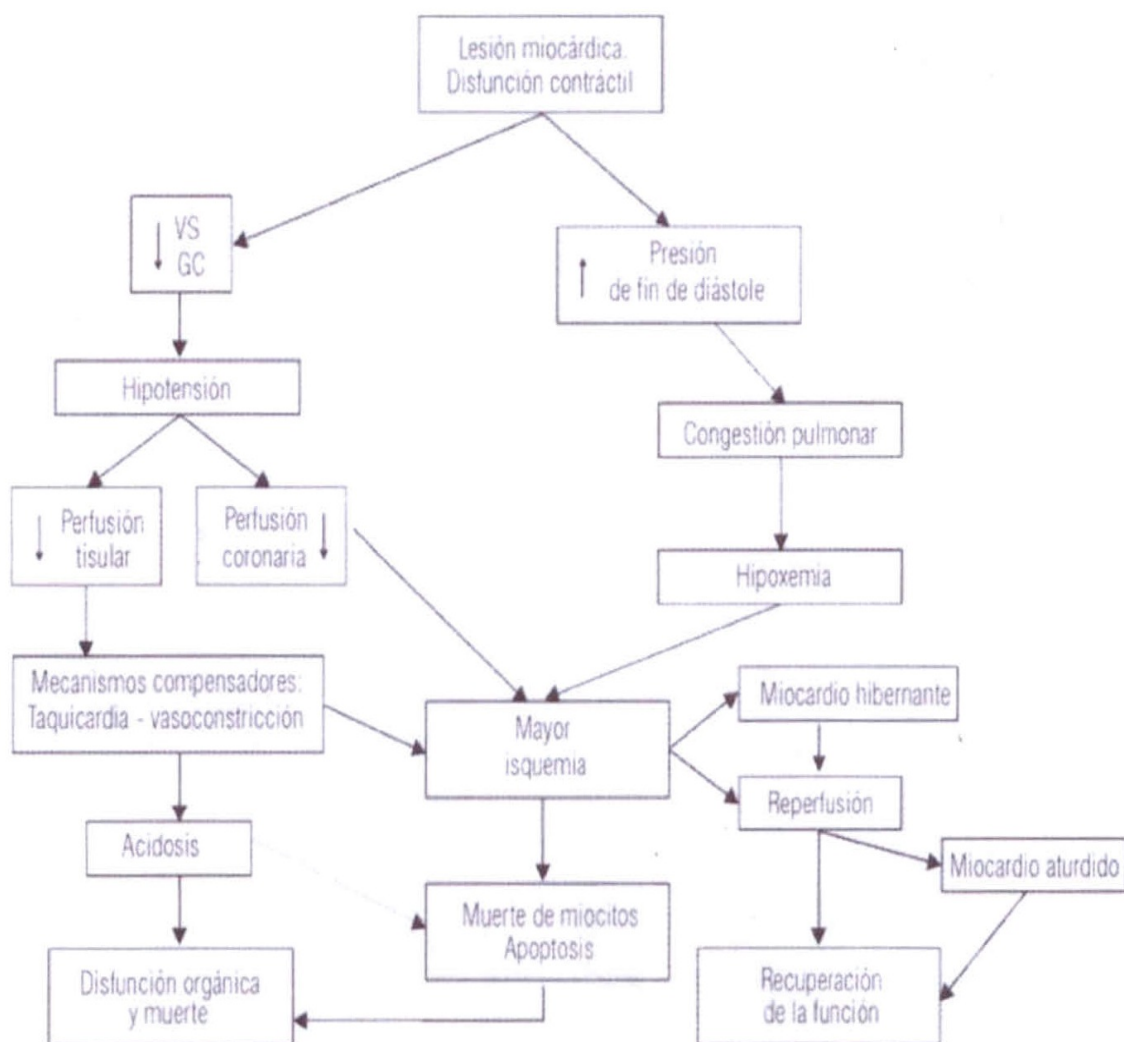 Lesión miocárdica.
Disfunción contráctil
↓ VS
GC
↑ Presión
de fin de diástole
Hipotensión
Congestión pulmonar
↓ Perfusión
tisular
Perfusión ↓
coronaria
Hipoxemia
Mecanismos compensadores:
Taquicardia - vasoconstricción
Mayor
isquemia
Miocardio hibernante
Reperfusión
Acidosis
Miocardio aturdido
Muerte de miocitos
Apoptosis
Disfunción orgánica
y muerte
Recuperación
de la función